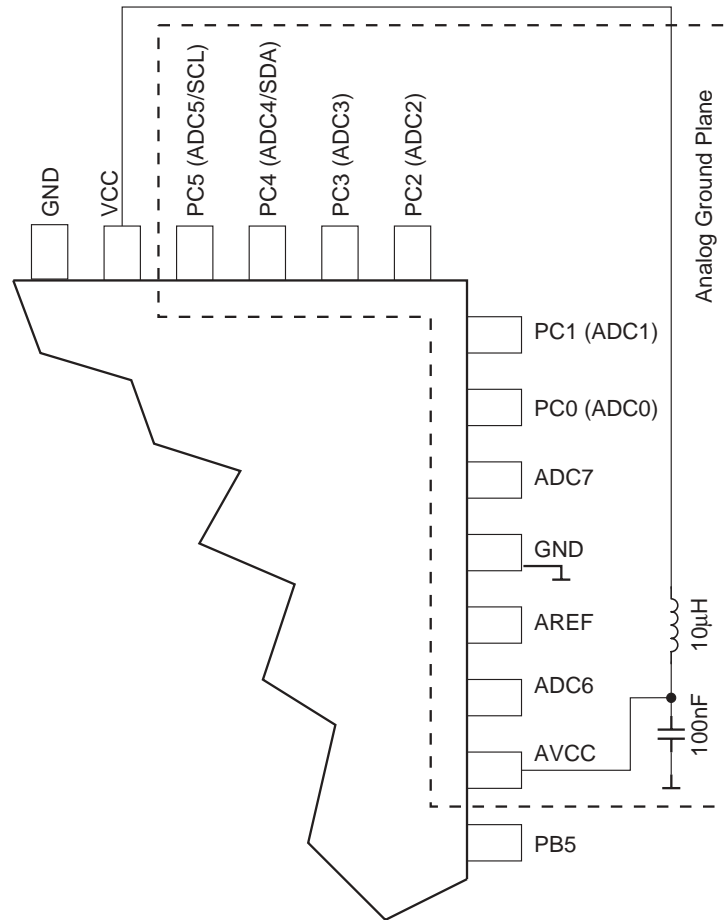 GND
VCC
PC5 (ADC5/SCL)
PC4 (ADC4/SDA)
PC3 (ADC3)
PC2 (ADC2)
Analog Ground Plane
PC1 (ADC1)
PC0 (ADC0)
ADC7
GND
AREF
10μH
ADC6
AVCC
100nF
PB5